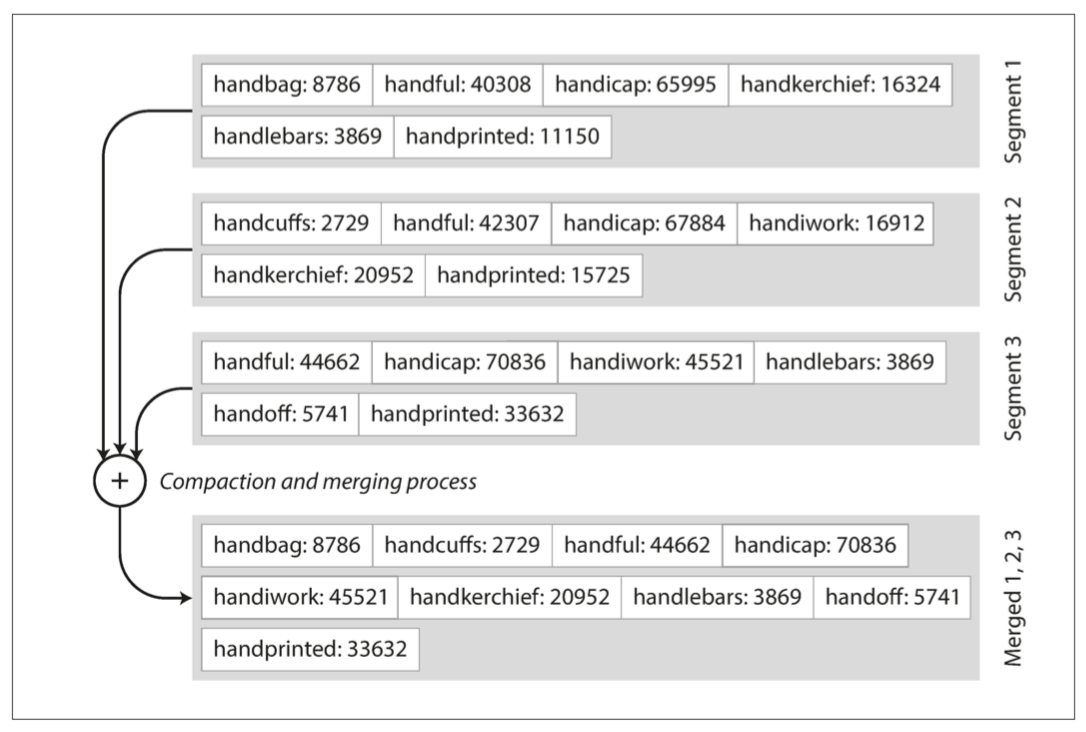 handbag: 8786 handful: 40308 handicap: 65995 handkerchief: 16324
handlebars: 3869 handprinted: 11150
Segment 1
handcuffs: 2729 handful: 42307 handicap: 67884 handiwork: 16912
handkerchief: 20952 handprinted: 15725
Segment 2
handful: 44662 handicap: 70836 handiwork: 45521 handlebars: 3869
handoff: 5741 handprinted: 33632
Segment 3
+ Compaction and merging process
handbag: 8786 handcuffs: 2729 handful: 44662 handicap: 70836
handiwork: 45521 handkerchief: 20952 handlebars: 3869 handoff: 5741
handprinted: 33632
Merged 1, 2, 3